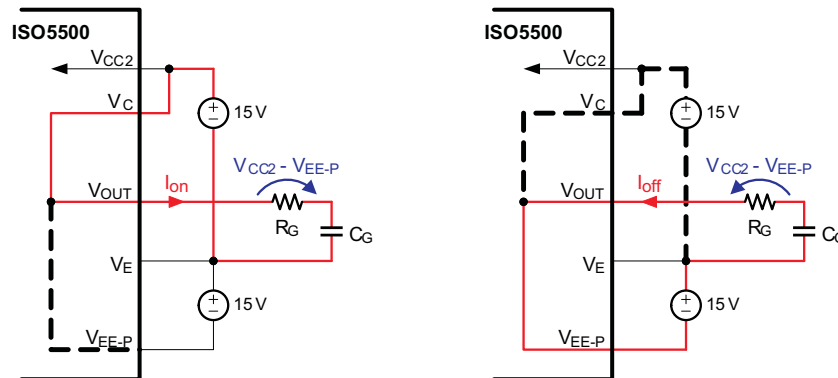 ISO5500
VCC2
VC
15 V
VCC2 - VEE-P
VOUT
Ion
RG
CG
VE
15 V
VEE-P
ISO5500
VCC2
VC
15 V
VCC2 - VEE-P
VOUT
Ioff
RG
CG
VE
15 V
VEE-P